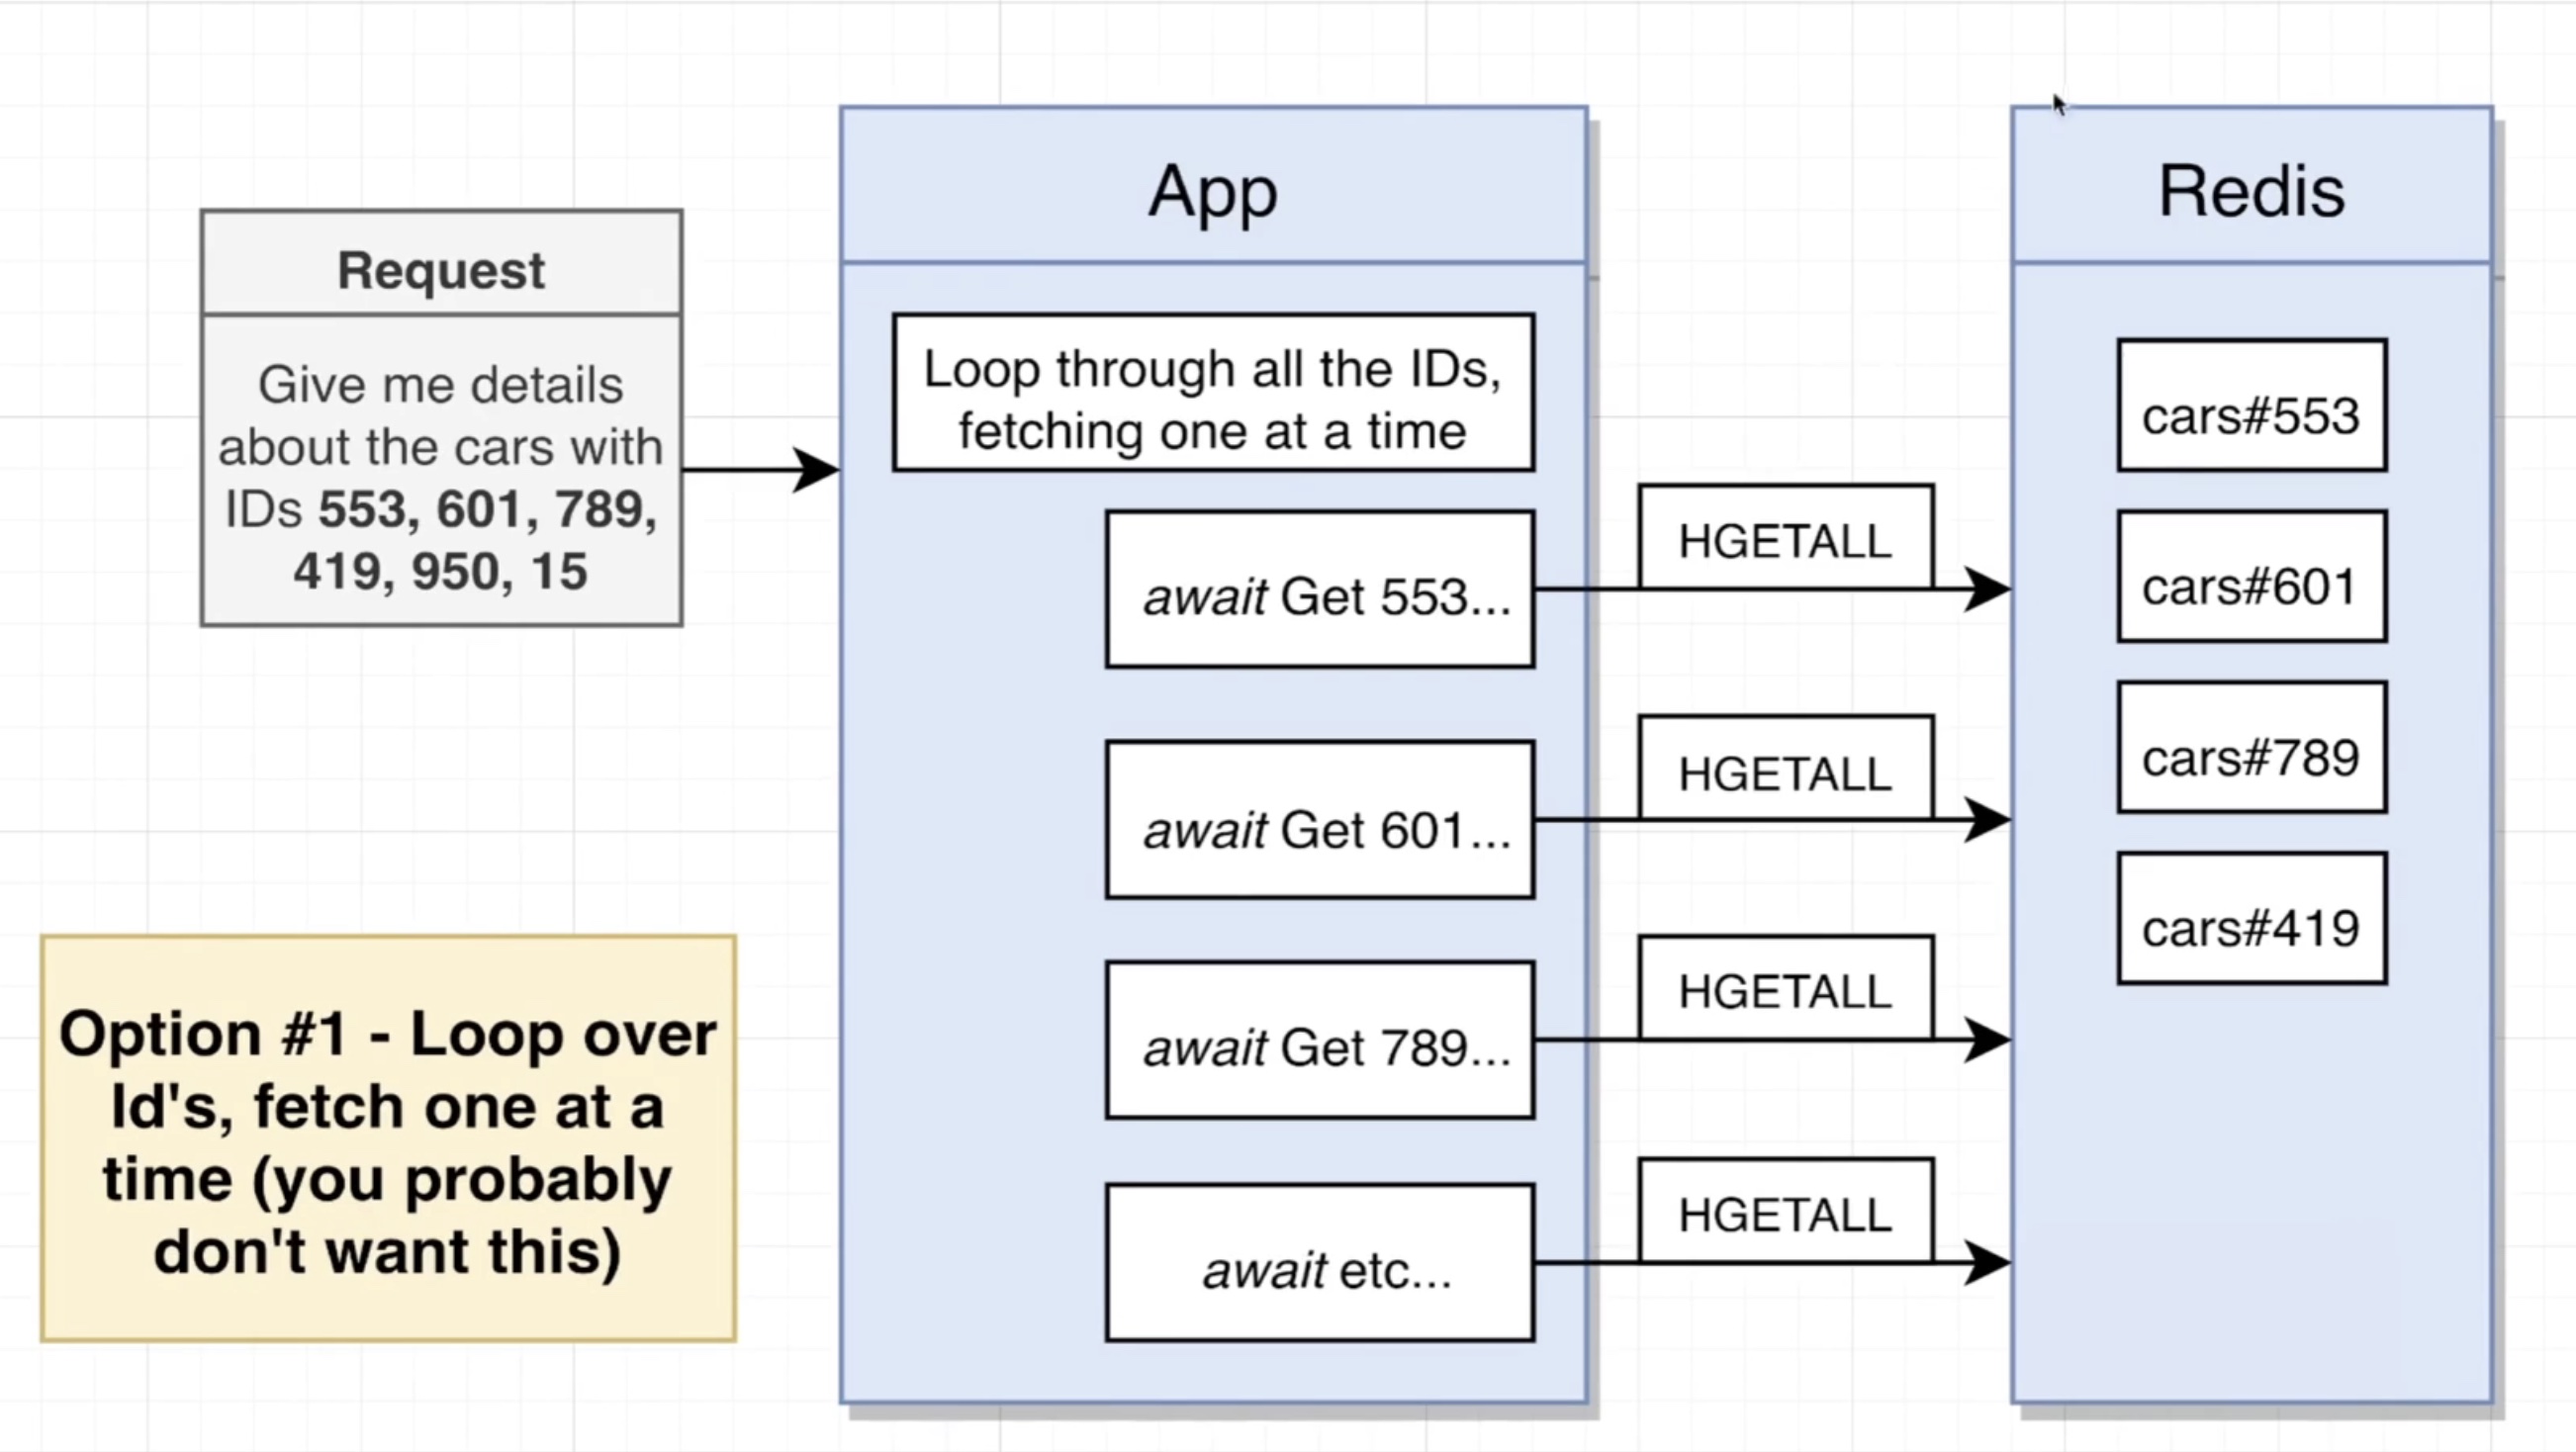 Request
Give me details
about the cars with
IDs 553, 601, 789,
419, 950, 15
Option #1 - Loop over
Id's, fetch one at a
time (you probably
don't want this)
App
Loop through all the IDs,
fetching one at a time
await Get 553...
await Get 601...
await Get 789...
await etc...
HGETALL
HGETALL
HGETALL
HGETALL
Redis
cars#553
cars#601
cars#789
cars#419